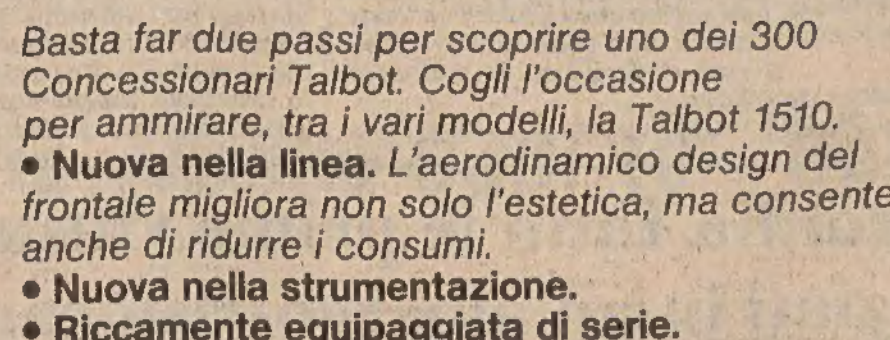 Basta far due passi per scoprire uno dei 300
Concessionari Talbot. Cogli l'occasione
per ammirare, tra i vari modelli, la Talbot 1510.
• Nuova nella linea. L'aerodinamico design del
frontale migliora non solo l'estetica, ma consente
anche di ridurre i consumi.
• Nuova nella strumentazione.
• Riccamente equipaggiata di serie.